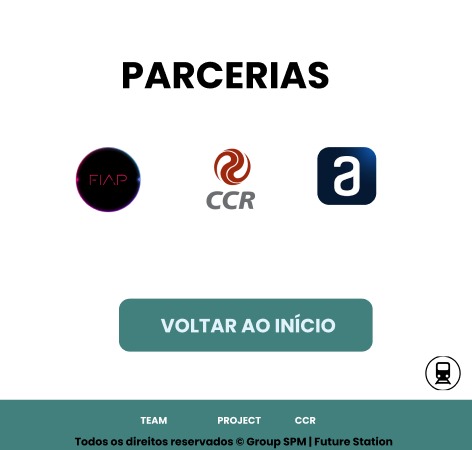 PARCERIAS
FIAP
CCR
a
VOLTAR AO INÍCIO
TEAM PROJECT CCR
Todos os direitos reservados © Group SPM | Future Station